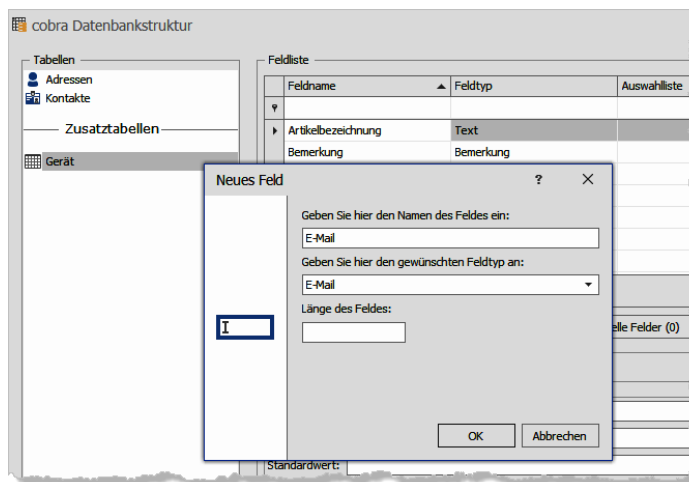 cobra Datenbankstruktur
Tabellen
Adressen
Kontakte
Zusatztabellen
Gerät
Feldliste
Feldname Feldtyp Auswahlliste
Artikelbezeichnung Text
Bemerkung Bemerkung
Neues Feld ? X
Geben Sie hier den Namen des Feldes ein:
E-Mail
Geben Sie hier den gewünschten Feldtyp an:
E-Mail
Länge des Feldes:
I
OK Abbrechen
elle Felder (0)
Standardwert: